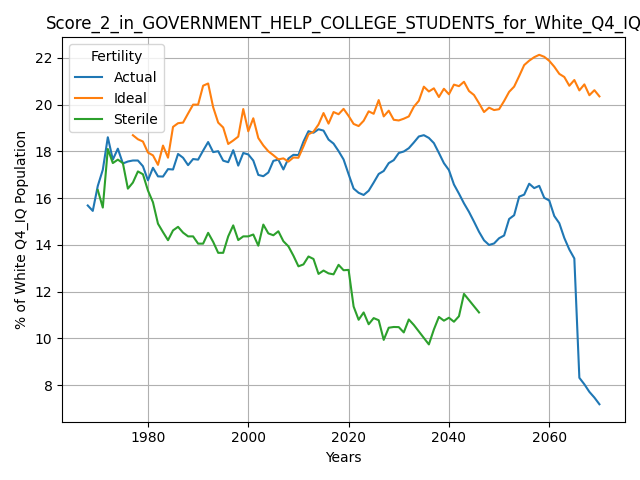 Score_2_in_GOVERNMENT_HELP_COLLEGE_STUDENTS_for_White_Q4_IQ
Fertility
Actual
Ideal
Sterile
% of White Q4_IQ Population
22
20
18
16
14
12
10
8
1980
2000
2020
2040
2060
Years